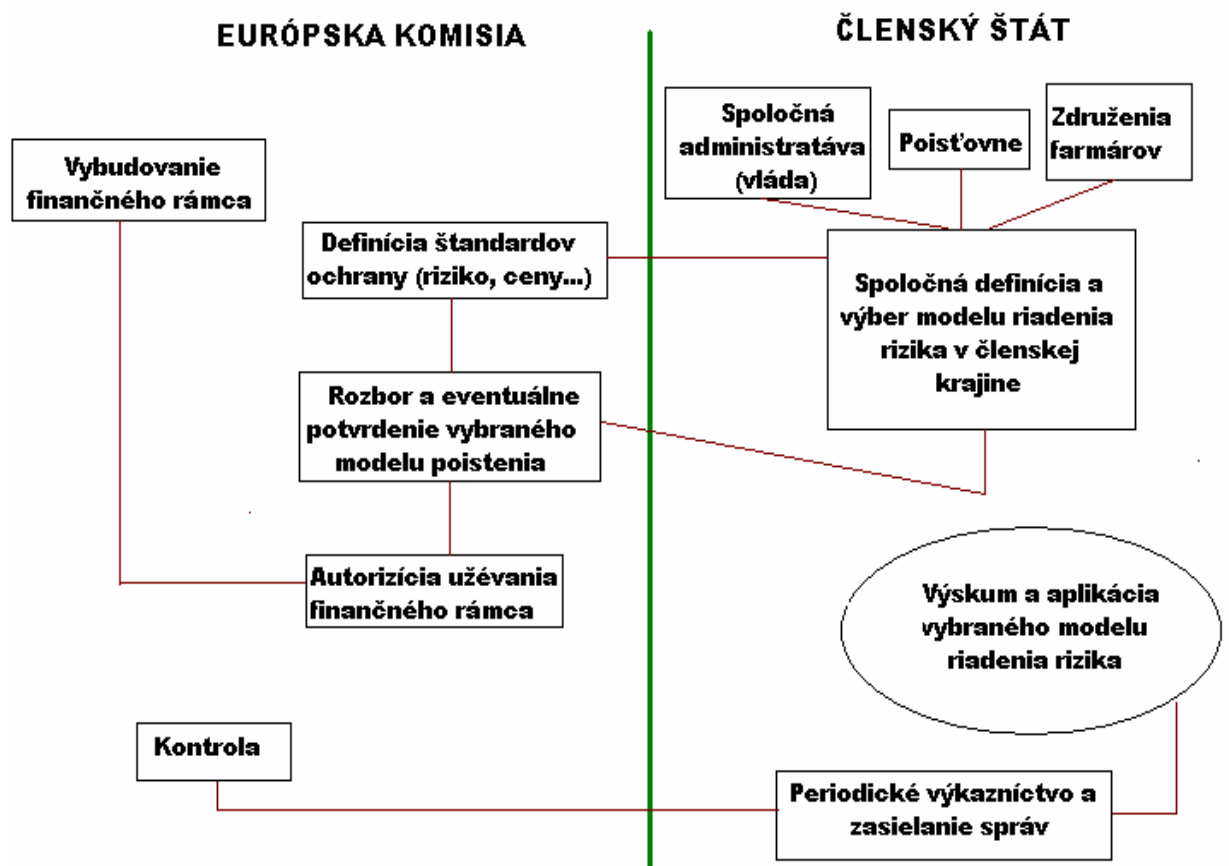 EURÓPSKA KOMISIA
ČLENSKÝ ŠTÁT
Spoločná
administratáva
(vláda)
Poisťovne
Združenia
farmárov
Vybudovanie
finančného rámca
Definícia štandardov
ochrany (riziko, ceny...)
Spoločná definícia a
výber modelu riadenia
rizika v členskej
krajine
Rozbor a eventuálne
potvrdenie vybraného
modelu poistenia
Autorizícia užévania
finančného rámca
Výskum a aplikácia
vybraného modelu
riadenia rizika
Kontrola
Periodické výkazníctvo a
zasielanie správ